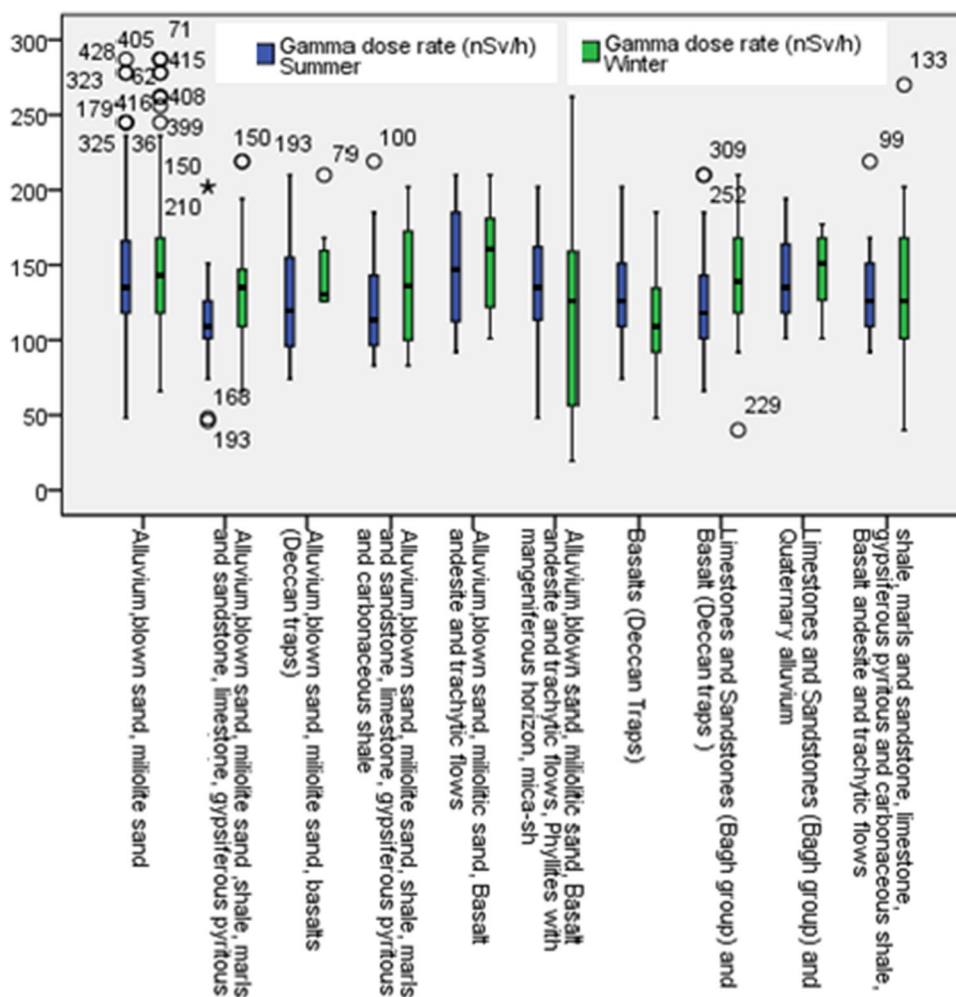 300
250
200
150
100
50
0
Gamma dose rate (nSv/h)
Summer
Gamma dose rate (nSv/h)
Winter
428
405
71
323
62
415
179
416
408
325
36
399
150
210
150
193
79
100
168
193
309
252
229
99
133
Alluvium,blown sand, miliolite sand
Alluvium,blown sand, miliolite sand ,shale, marls
and sandstone, limestone, gypsiferous pyritous
Alluvium,blown sand, miliolite sand, basalts
(Deccan traps)
Alluvium,blown sand, miliolite sand, shale, marls
and sandstone, limestone, gypsiferous pyritous
and carbonaceous shale
Alluvium,blown sand, miliolitic sand, Basalt
andesite and trachytic flows
Alluvium,blown sand, miliolitic sand, Basalt
andesite and trachytic flows, Phyllites with
mangeniferous horizon, mica-sh
Basalts (Deccan Traps)
Limestones and Sandstones (Bagh group) and
Basalt (Deccan traps )
Limestones and Sandstones (Bagh group) and
Quaternary alluvium
shale, marls and sandstone, limestone,
gypsiferous pyritous and carbonaceous shale,
Basalt andesite and trachytic flows